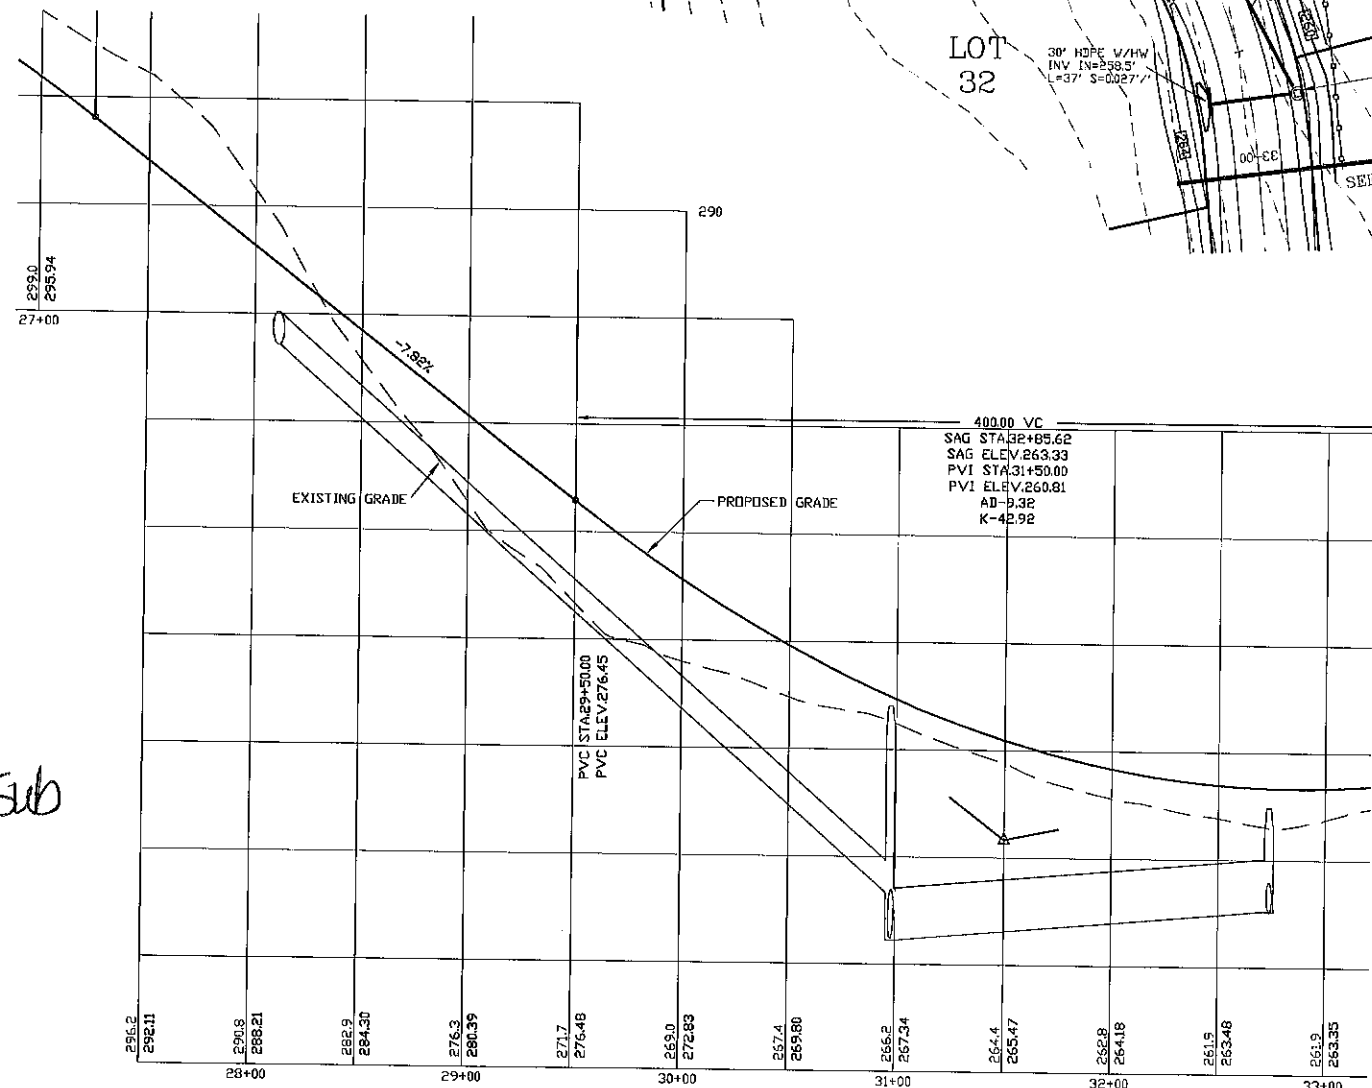 LOT
32
30' HDPE W/HW
INV IN=258.5'
L=37' S=0.027'/'
260
264
33+00
290
299.0
295.94
27+00
-7.82%
EXISTING GRADE
PROPOSED GRADE
400.00 VC
SAG STA.32+85.62
SAG ELEV.263.33
PVI STA.31+50.00
PVI ELEV.260.81
AD-9.32
K-42.92
PVC STA.29+50.00
PVC ELEV.276.45
Sub
296.2
292.11
290.8
288.21
282.9
284.30
276.3
280.39
271.7
276.48
269.0
272.83
267.4
269.80
266.2
267.34
264.4
265.47
262.8
264.18
261.9
263.48
261.9
263.35
28+00
29+00
30+00
31+00
32+00
33+00